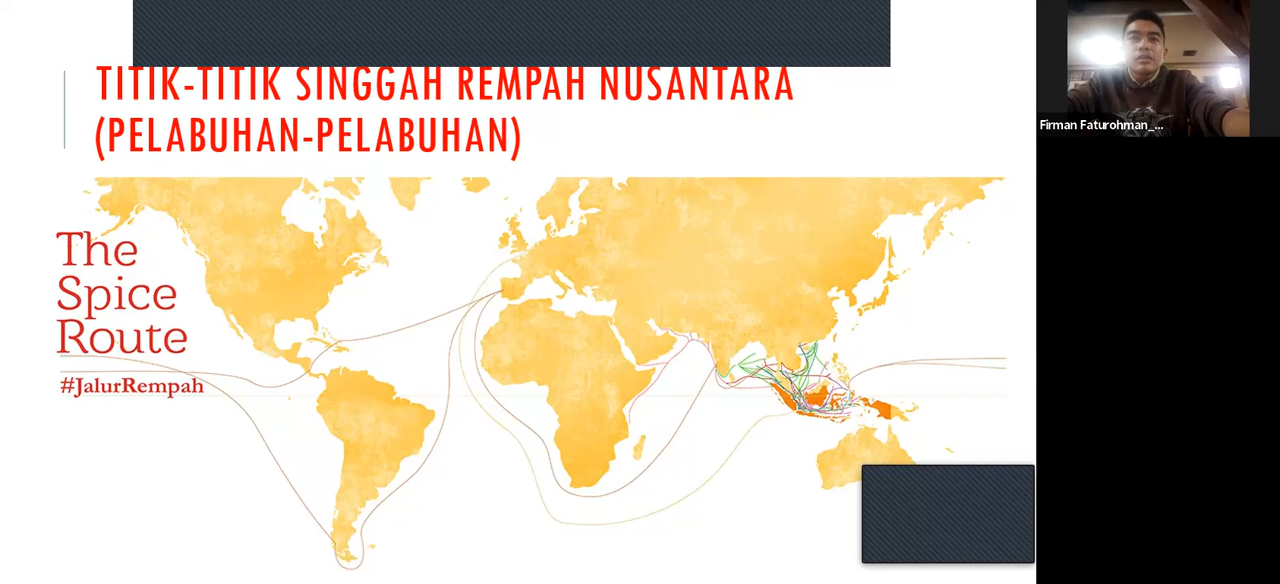 TITIK-TITIK SINGGAH REMPAH NUSANTARA
(PELABUHAN-PELABUHAN)
The
Spice
Route
#JalurRempah
Firman Faturohman_...